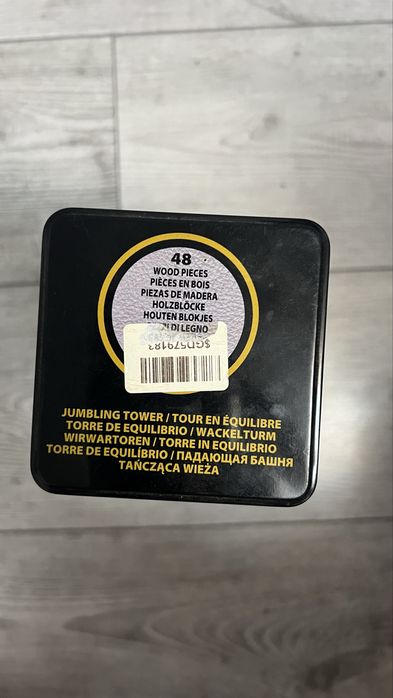 48
WOOD PIECES
PIÈCES EN BOIS
PIEZAS DE MADERA
HOLZBLÖCKE
HOUTEN BLOKJES
DI LEGNO
$GD579183
JUMBLING TOWER / TOUR EN ÉQUILIBRE
TORRE DE EQUILIBRIO / WACKELTURM
WIRWARTOREN / TORRE IN EQUILIBRIO
TORRE DE EQUILÍBRIO / ПАДАЮЩАЯ БАШНЯ
TAŃCZĄCA WIEŻA